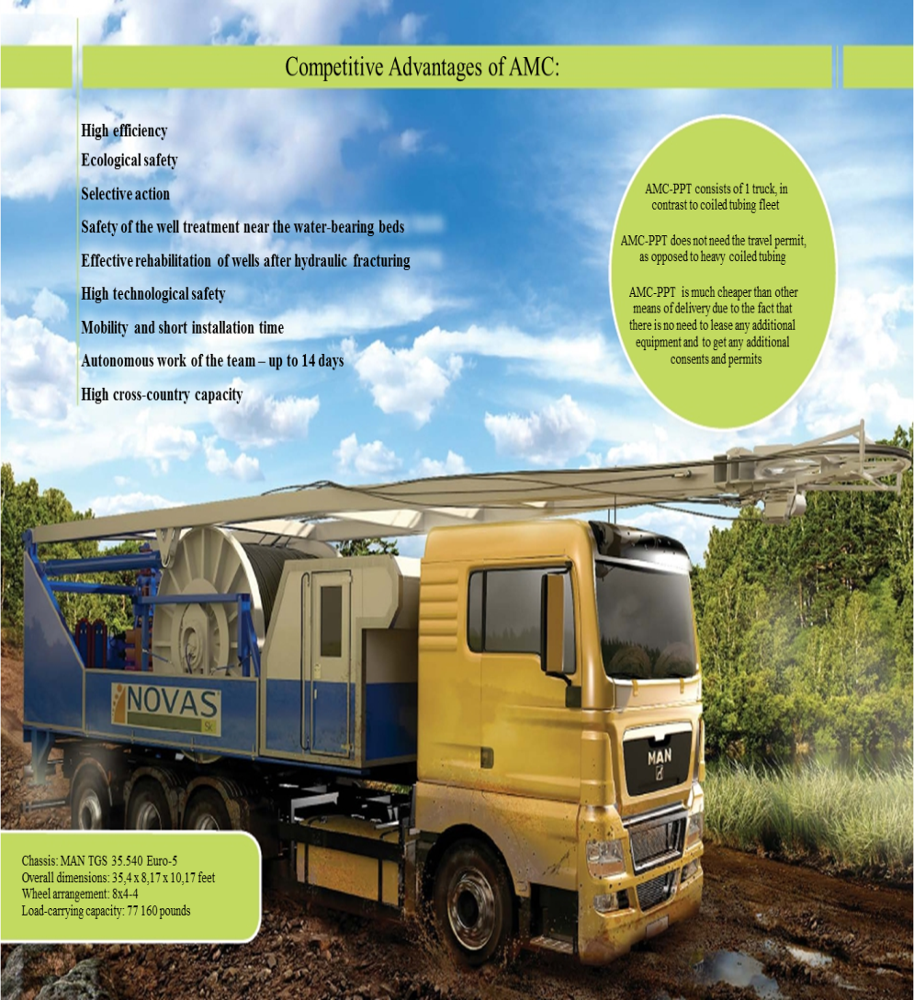 Competitive Advantages of AMC:
High efficiency
Ecological safety
Selective action
Safety of the well treatment near the water-bearing beds
Effective rehabilitation of wells after hydraulic fracturing
High technological safety
Mobility and short installation time
Autonomous work of the team – up to 14 days
High cross-country capacity
AMC-PPT consists of 1 truck, in
contrast to coiled tubing fleet
AMC-PPT does not need the travel permit,
as opposed to heavy coiled tubing
AMC-PPT is much cheaper than other
means of delivery due to the fact that
there is no need to lease any additional
equipment and to get any additional
consents and permits
iNOVAS
Sk
MAN
Chassis: MAN TGS 35.540 Euro-5
Overall dimensions: 35,4 x 8,17 x 10,17 feet
Wheel arrangement: 8x4-4
Load-carrying capacity: 77 160 pounds